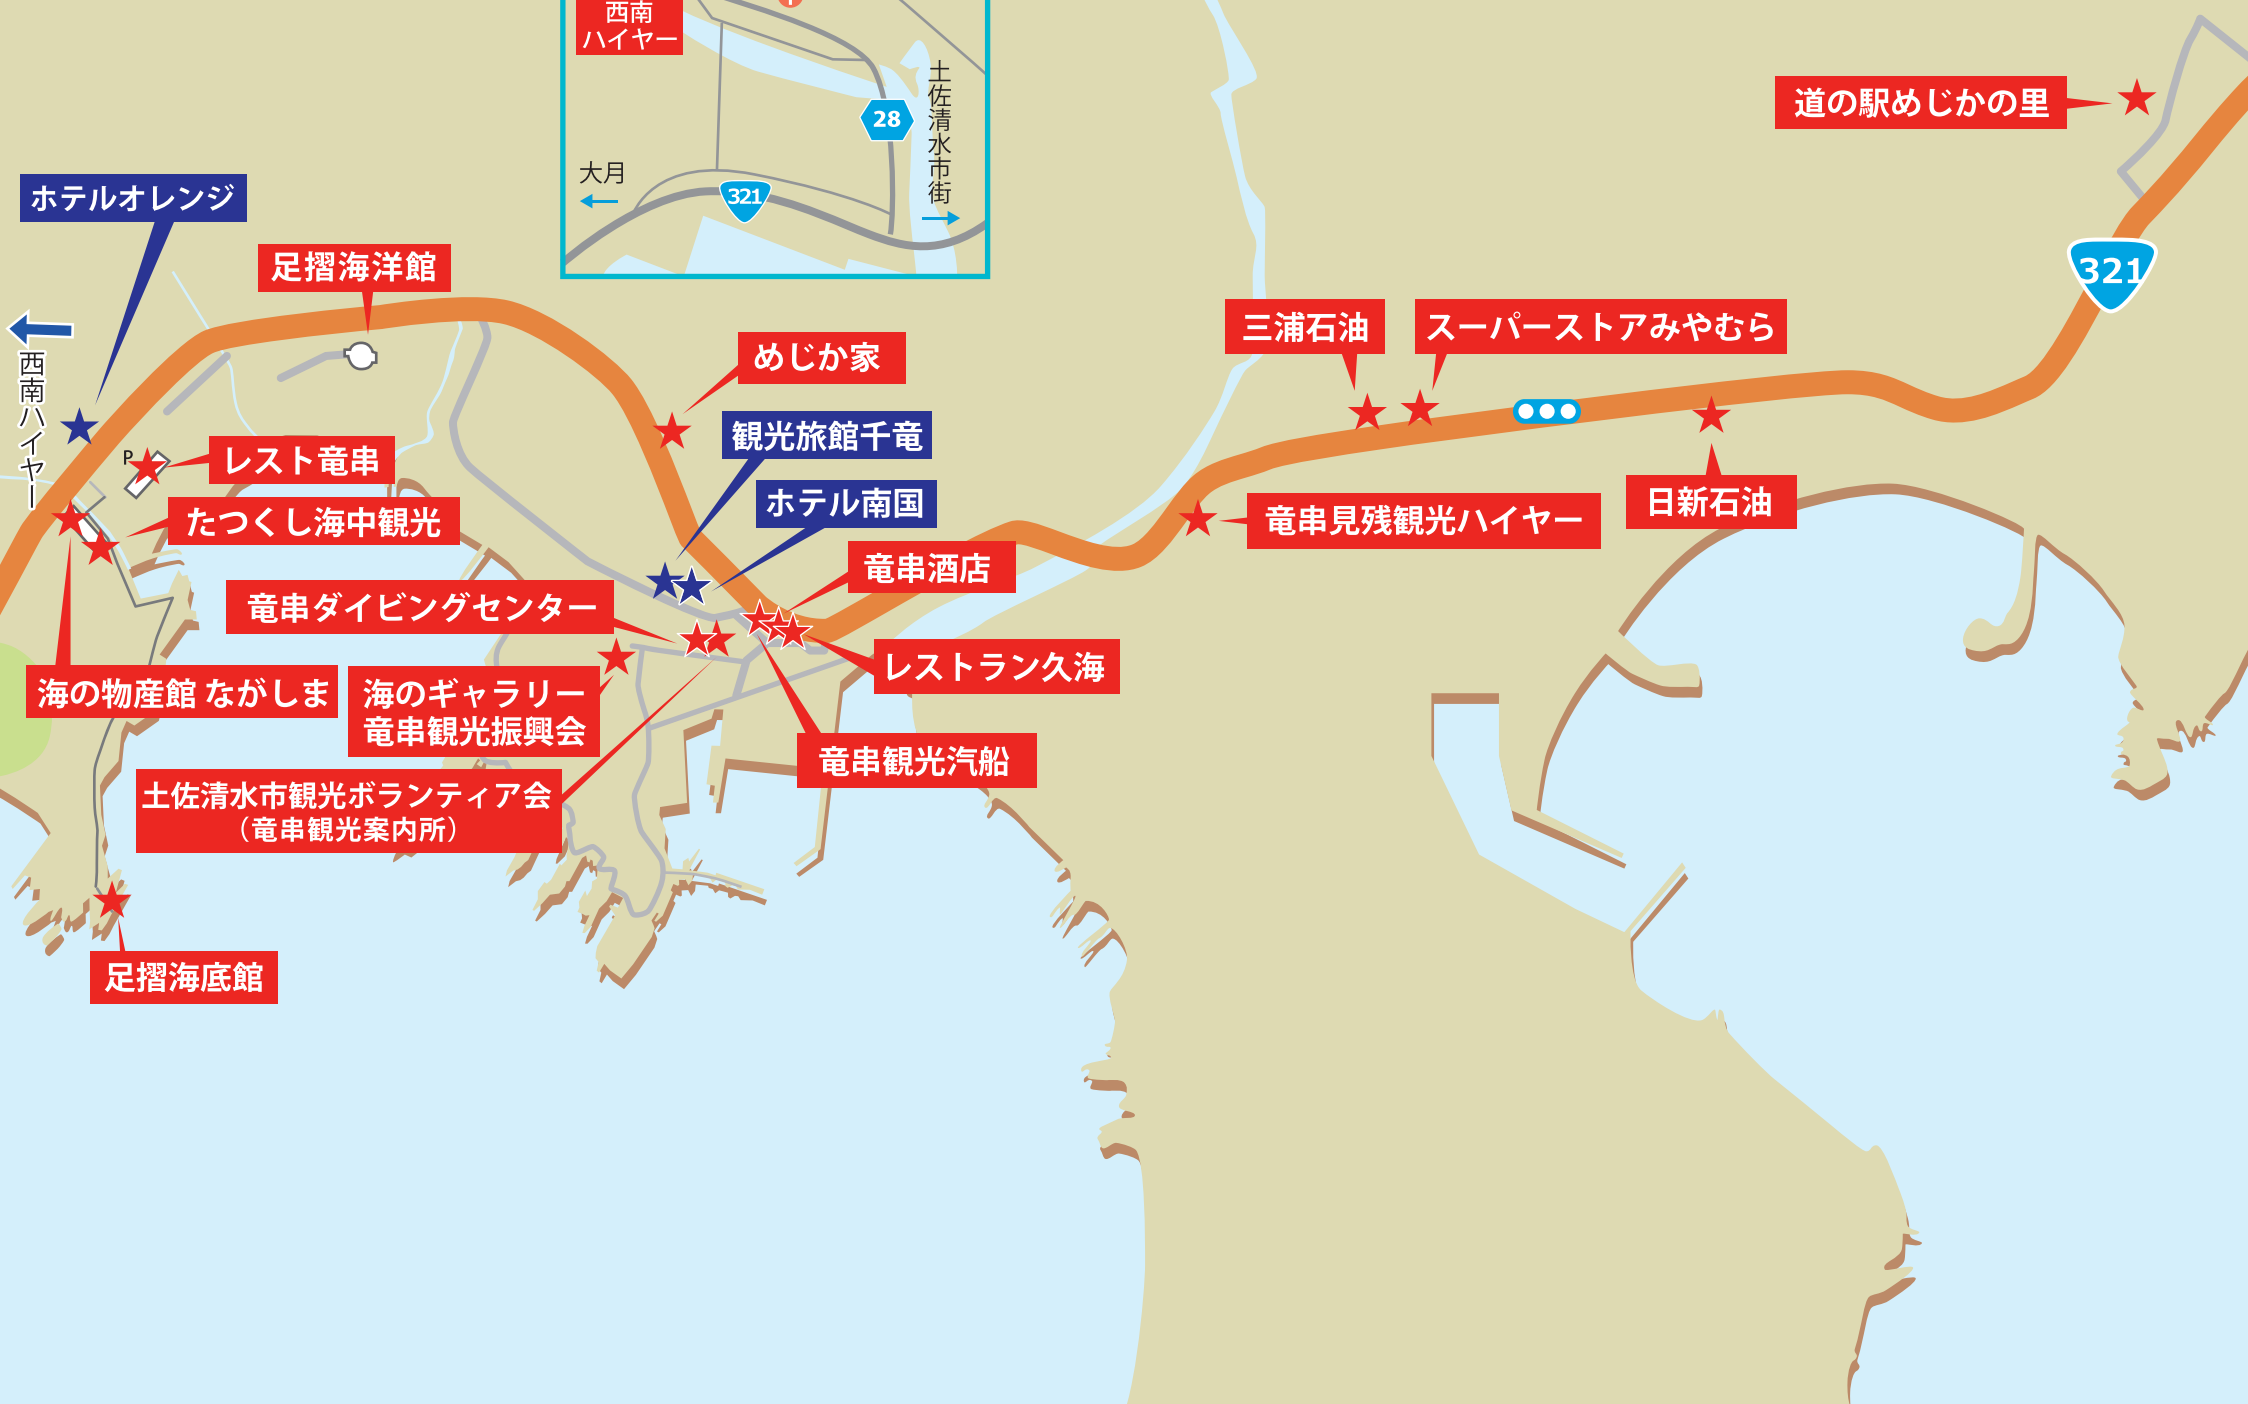 西南
ハイヤー
土佐清水市街
28
大月
321
道の駅めじかの里
ホテルオレンジ
足摺海洋館
321
西南ハイヤー
三浦石油
スーパーストアみやむら
めじか家
観光旅館千竜
P
レスト竜串
ホテル南国
日新石油
たつくし海中観光
竜串見残観光ハイヤー
竜串酒店
竜串ダイビングセンター
レストラン久海
海の物産館 ながしま
海のギャラリー
竜串観光振興会
竜串観光汽船
土佐清水市観光ボランティア会
（竜串観光案内所）
足摺海底館